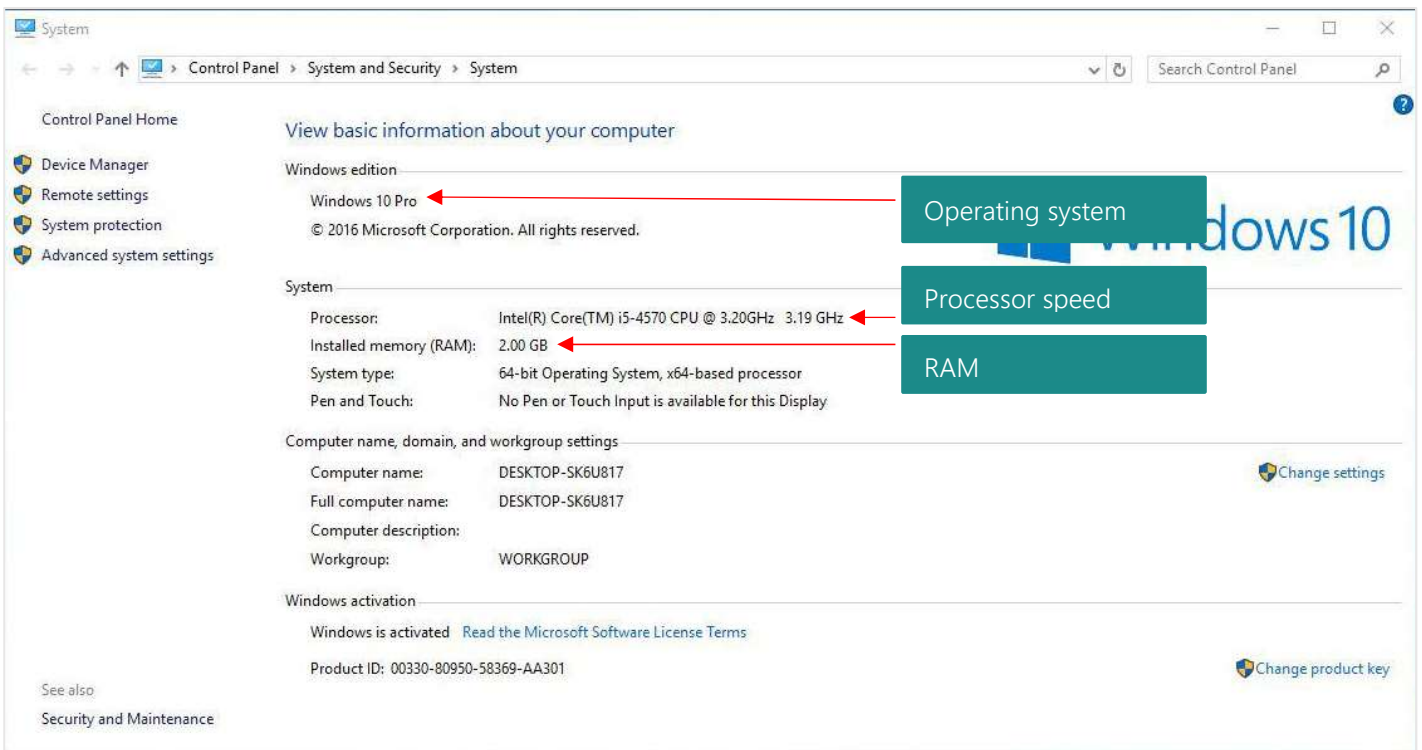 System
Control Panel > System and Security > System
Search Control Panel
Control Panel Home
Device Manager
Remote settings
System protection
Advanced system settings
See also
Security and Maintenance
View basic information about your computer
Windows edition
Windows 10 Pro
© 2016 Microsoft Corporation. All rights reserved.
Operating system
Windows 10
System
Processor: Intel(R) Core(TM) i5-4570 CPU @ 3.20GHz 3.19 GHz
Processor speed
Installed memory (RAM): 2.00 GB
RAM
System type: 64-bit Operating System, x64-based processor
Pen and Touch: No Pen or Touch Input is available for this Display
Computer name, domain, and workgroup settings
Computer name: DESKTOP-SK6U817
Change settings
Full computer name: DESKTOP-SK6U817
Computer description:
Workgroup: WORKGROUP
Windows activation
Windows is activated Read the Microsoft Software License Terms
Product ID: 00330-80950-58369-AA301
Change product key